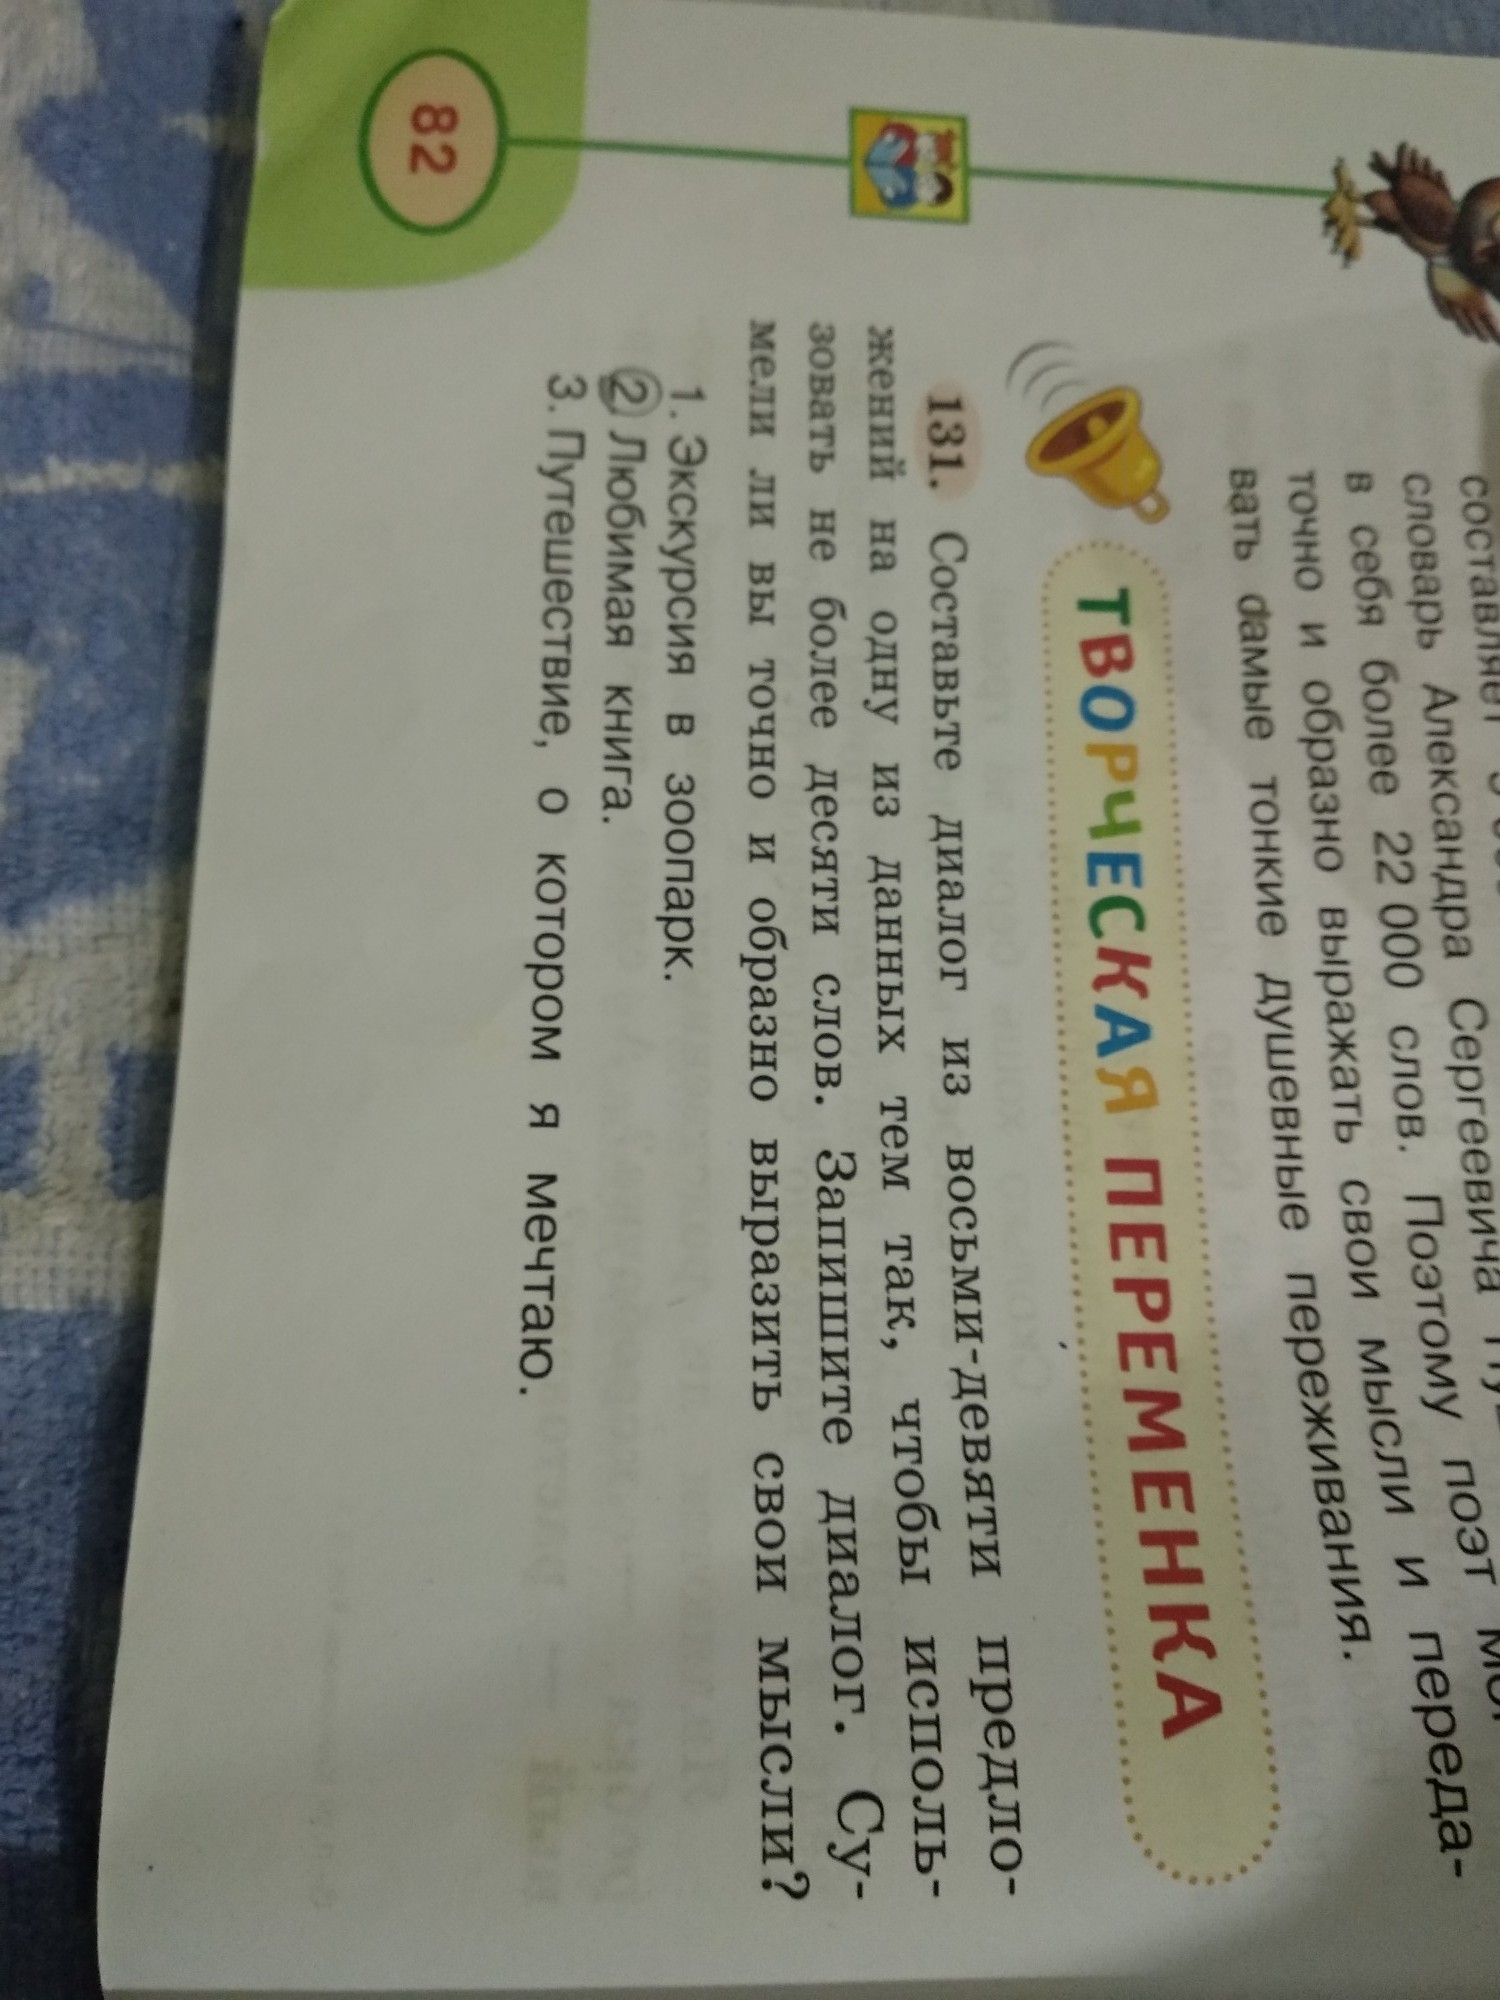 составляет
словарь Александра Сергеевича
в себя более 22 000 слов. Поэтому поэт
точно и образно выражать свои мысли и переда-
вать dамые тонкие душевные переживания.
ТВОРЧЕСКАЯ ПЕРЕМЕНКА
131. Составьте диалог из восьми-девяти предло-
жений на одну из данных тем так, чтобы исполь-
зовать не более десяти слов. Запишите диалог. Су-
мели ли вы точно и образно выразить свои мысли?
1. Экскурсия в зоопарк.
2 Любимая книга.
3. Путешествие, о котором я мечтаю.
82